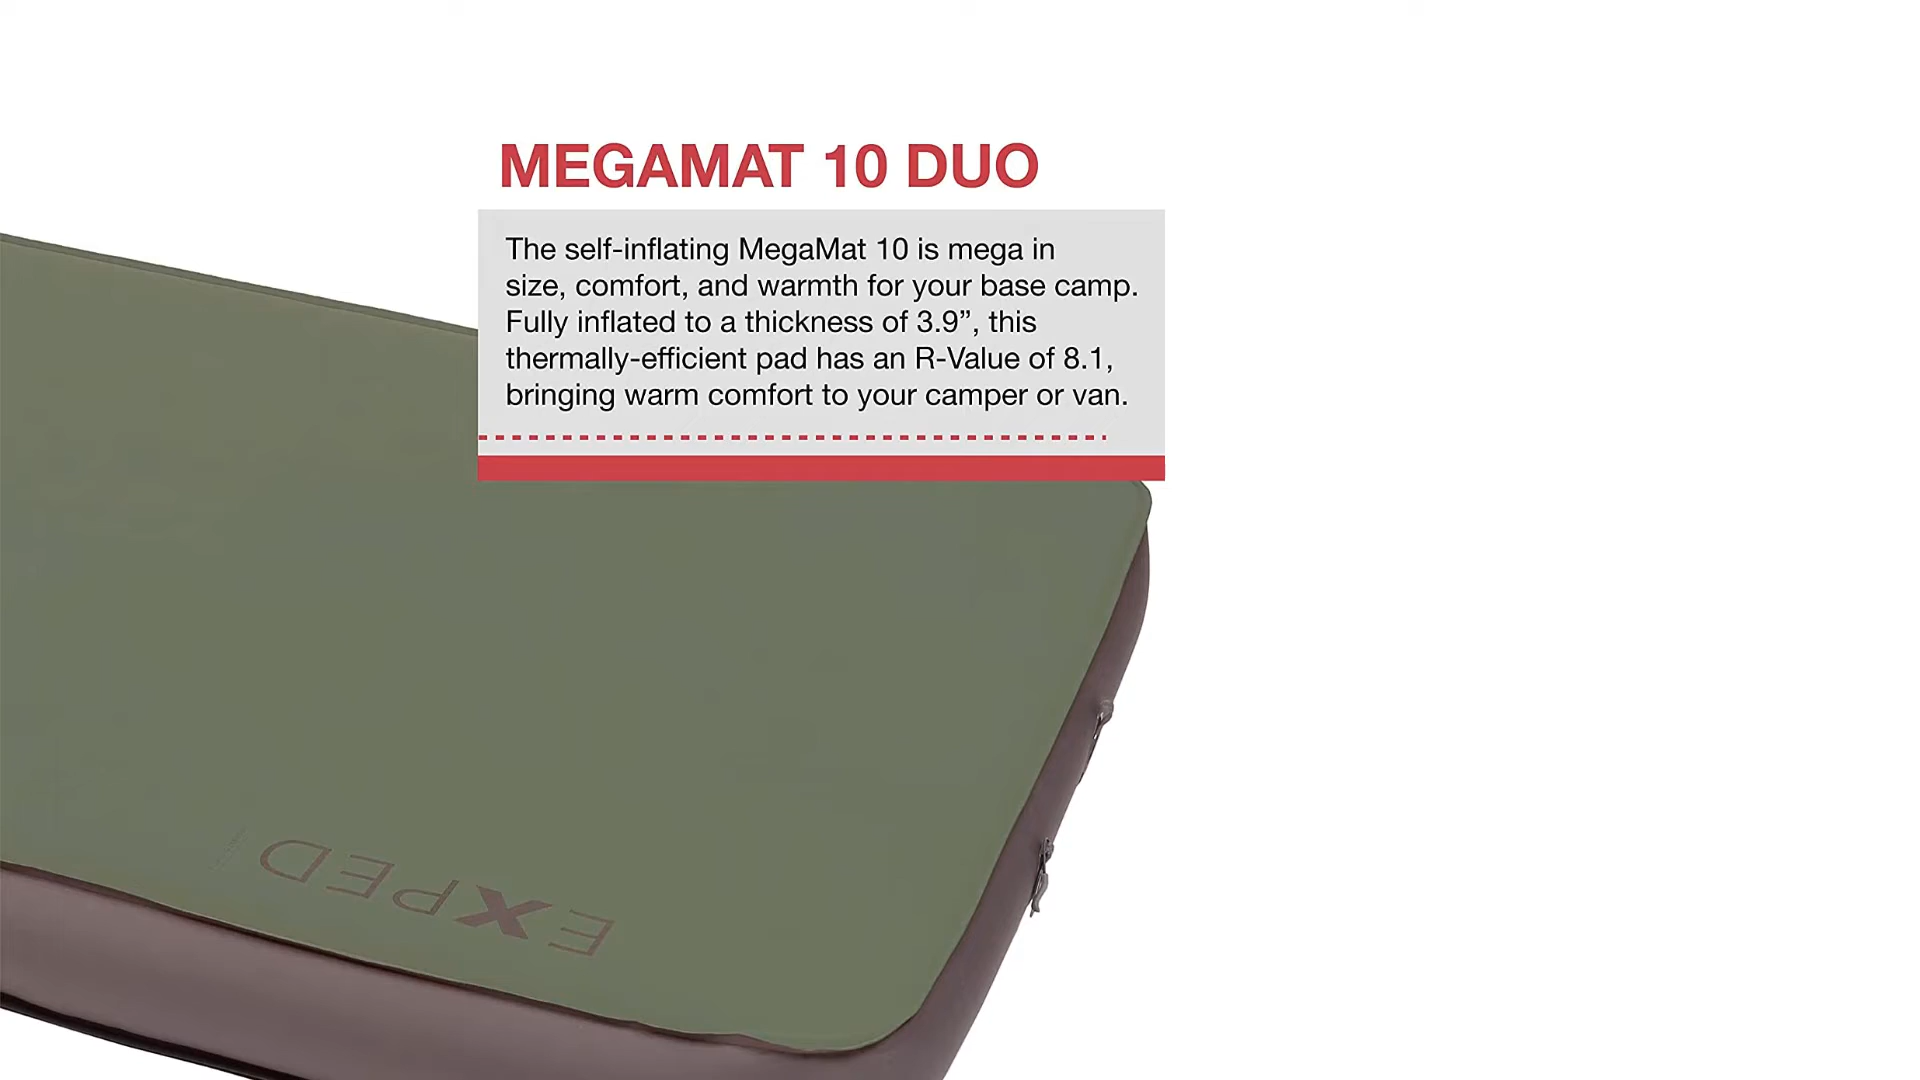 MEGAMAT 10 DUO
The self-inflating MegaMat 10 is mega in
size, comfort, and warmth for your base camp.
Fully inflated to a thickness of 3.9”, this
thermally-efficient pad has an R-Value of 8.1,
bringing warm comfort to your camper or van.
EXPED